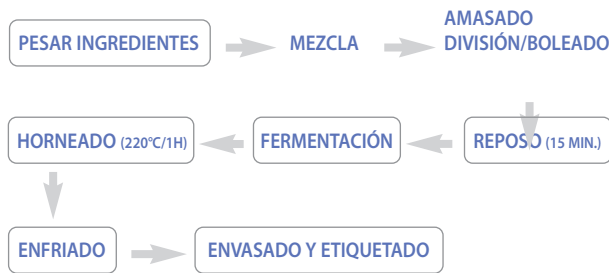 PESAR INGREDIENTES
MEZCLA
AMASADO
DIVISIÓN/BOLEADO
REPOSO (15 MIN.)
FERMENTACIÓN
HORNEADO (220°C/1H)
ENFRIADO
ENVASADO Y ETIQUETADO